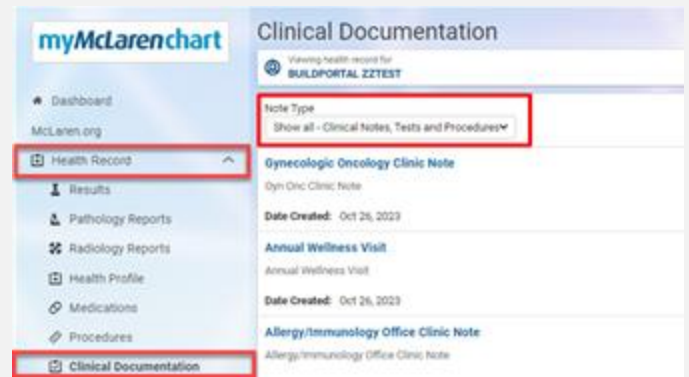 myMcLarenchart
Dashboard
McLaren.org
Health Record
Results
Pathology Reports
Radiology Reports
Health Profile
Medications
Procedures
Clinical Documentation
Clinical Documentation
Viewing health record for
BUILDPORTAL ZZTEST
Note Type
Show all - Clinical Notes, Tests and Procedures
Gynecologic Oncology Clinic Note
Gyn Onc Clinic Note
Date Created: Oct 26, 2023
Annual Wellness Visit
Annual Wellness Visit
Date Created: Oct 26, 2023
Allergy/Immunology Office Clinic Note
Allergy/Immunology Office Clinic Note